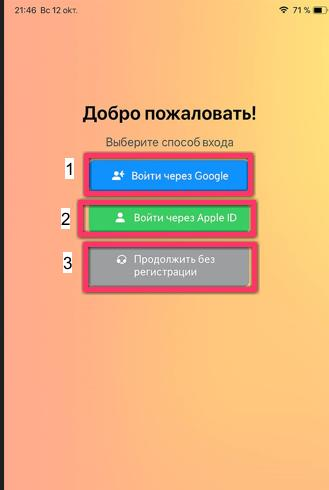 21:46 Вс 12 окт.
71 %
Добро пожаловать!
Выберите способ входа
1
Войти через Google
2
Войти через Apple ID
3
Продолжить без
регистрации